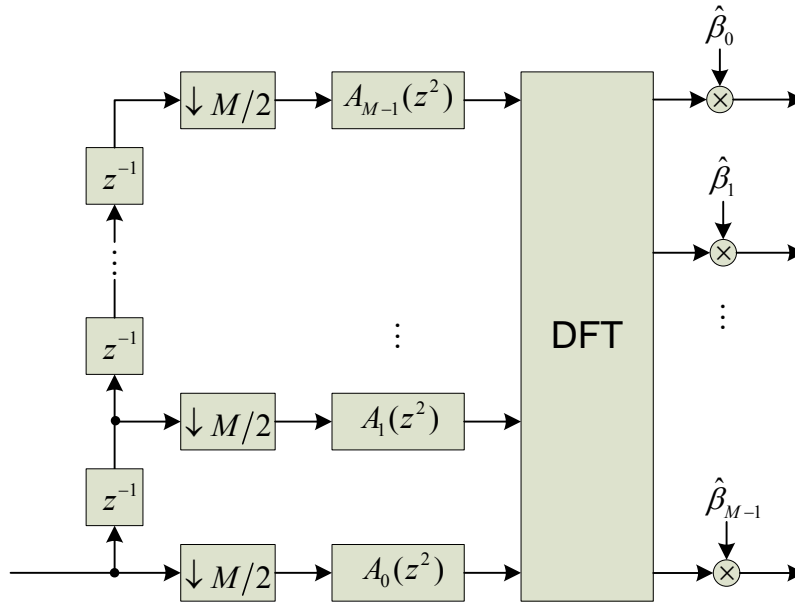 β̂₀
↓ M/2
A_{M−1}(z²)
z⁻¹
β̂₁
⋮
×
×
z⁻¹
⋮
DFT
⋮
↓ M/2
A₁(z²)
z⁻¹
β̂_{M−1}
↓ M/2
A₀(z²)
×